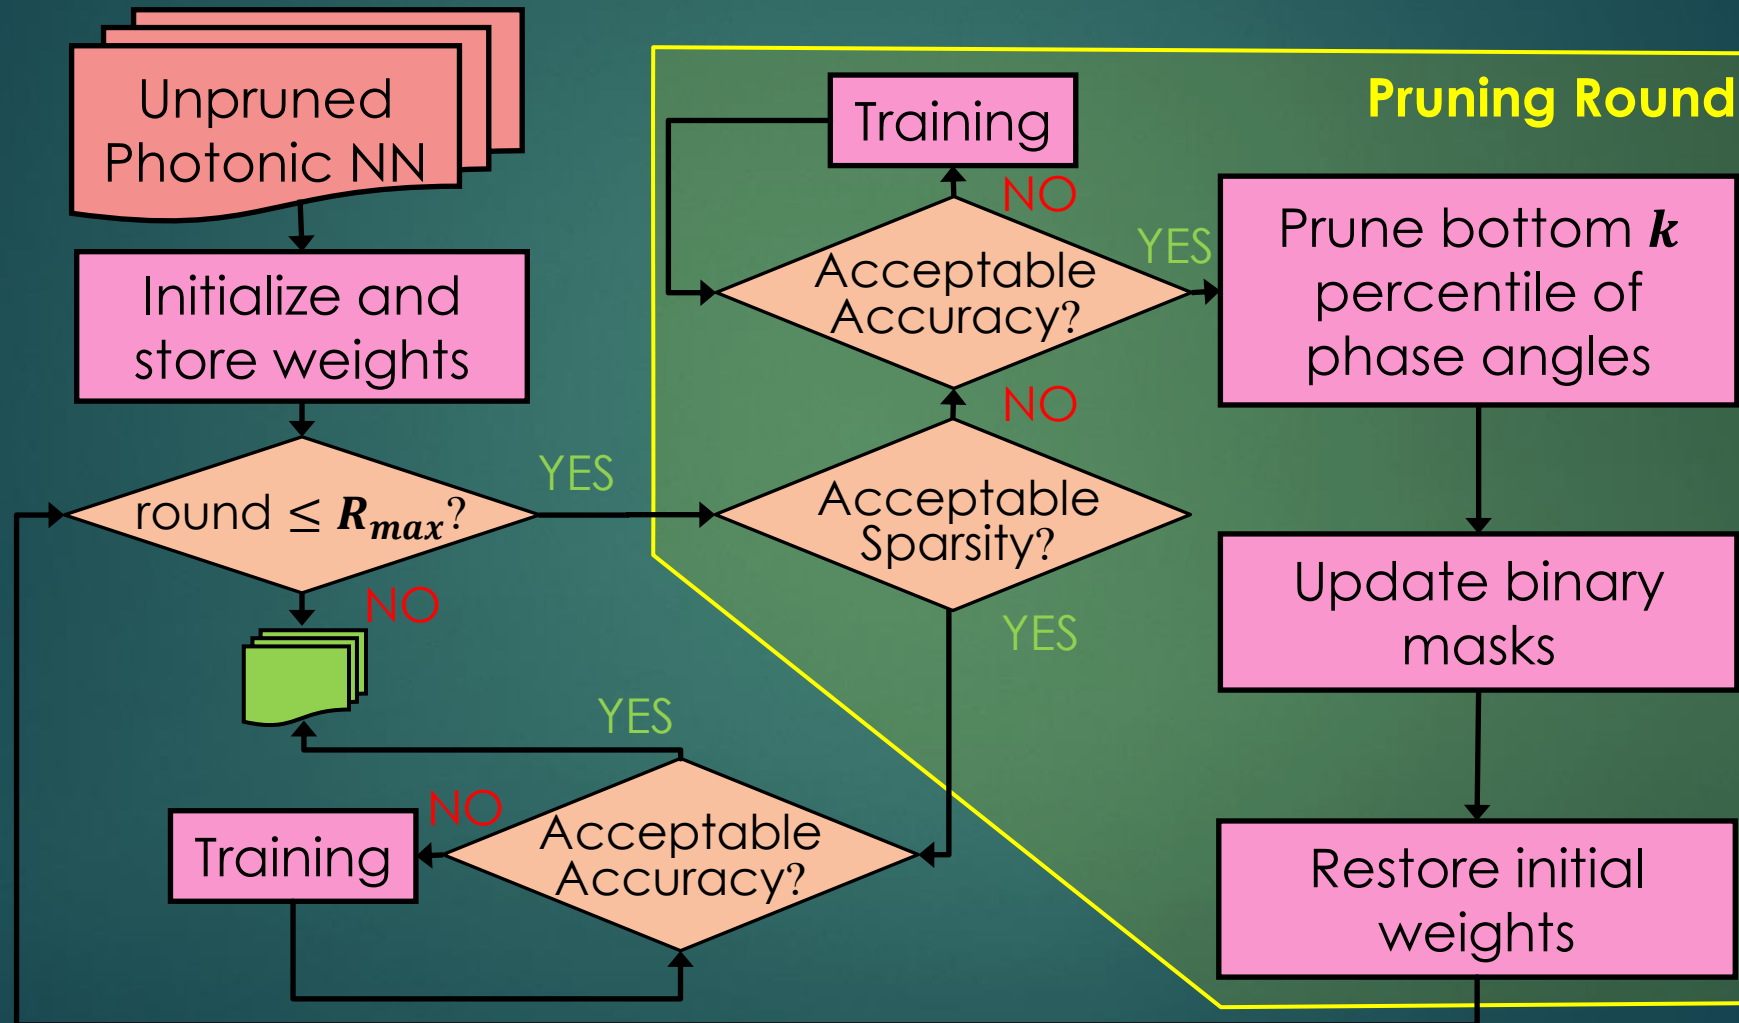 Unpruned
Photonic NN
Initialize and
store weights
round ≤ R_max?
YES
NO
Pruning Round
Training
NO
Acceptable
Accuracy?
YES
NO
Acceptable
Sparsity?
YES
Prune bottom k
percentile of
phase angles
Update binary
masks
Restore initial
weights
YES
NO
Acceptable
Accuracy?
Training